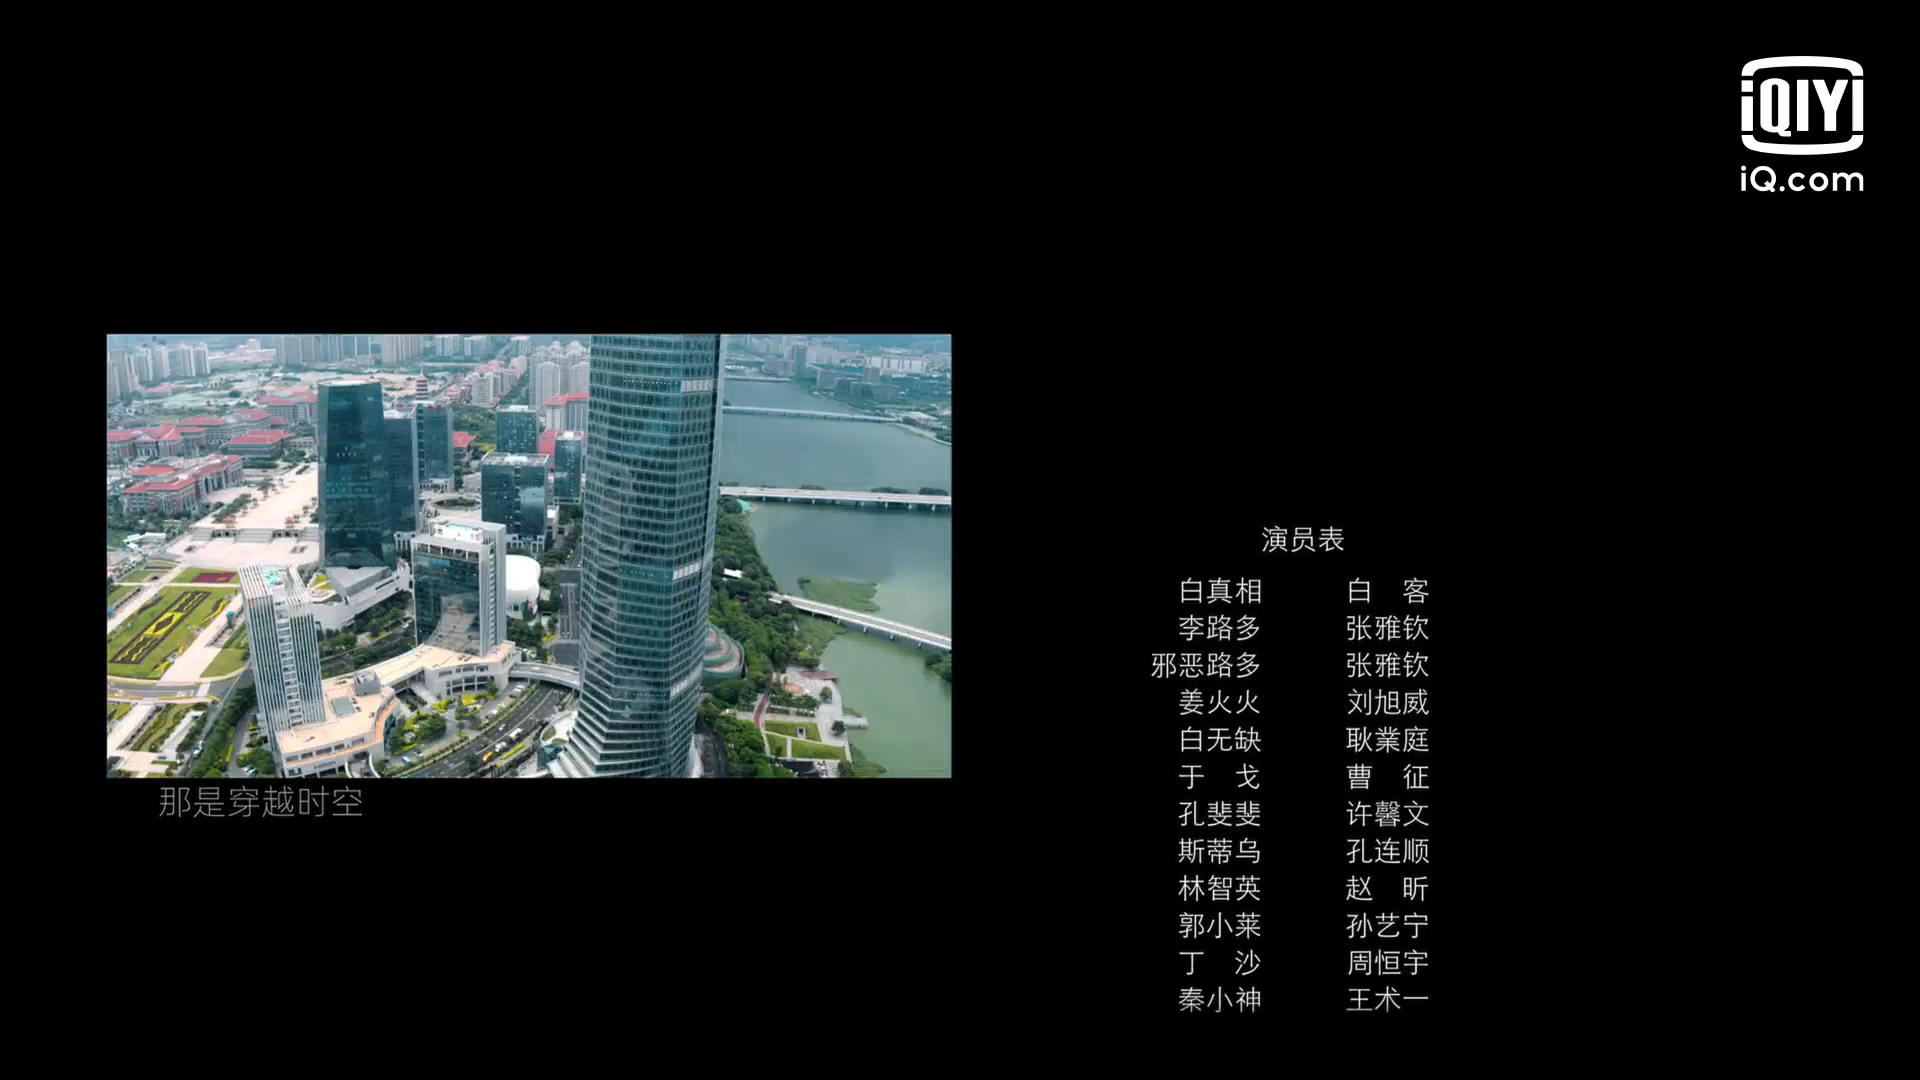 iQIYI
iQ.com
演员表
白真相 白 客
李路多 张雅钦
邪恶路多 张雅钦
姜火火 刘旭威
白无缺 耿業庭
于 戈 曹 征
孔斐斐 许馨文
斯蒂乌 孔连顺
林智英 赵 昕
郭小莱 孙艺宁
丁 沙 周恒宇
秦小神 王术一
那是穿越时空